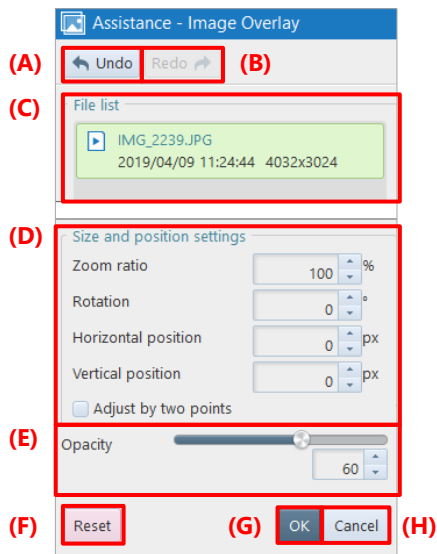 Assistance - Image Overlay
(A) Undo Redo (B)
(C) File list
IMG_2239.JPG
2019/04/09 11:24:44 4032x3024
(D) Size and position settings
Zoom ratio 100 %
Rotation 0 °
Horizontal position 0 px
Vertical position 0 px
Adjust by two points
(E) Opacity
60
(F) Reset (G) OK Cancel (H)